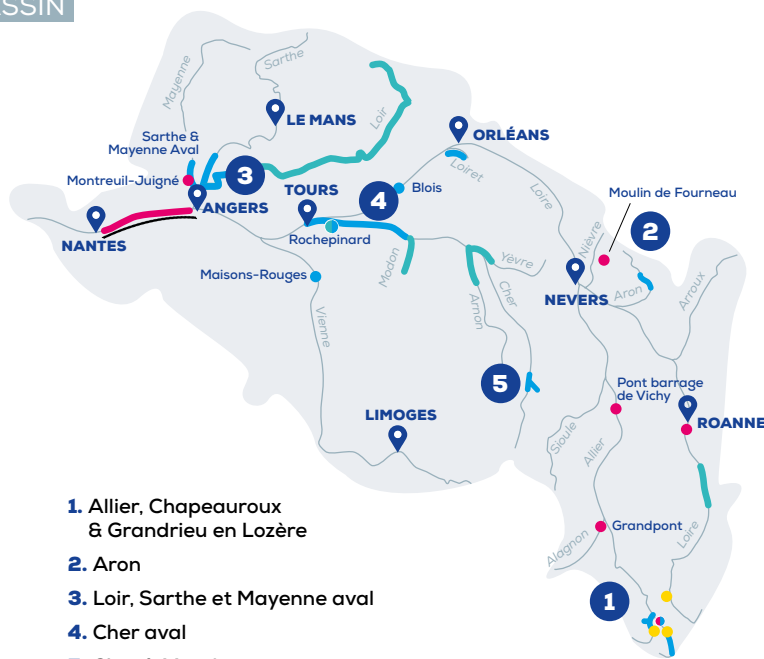 Mayenne
Sarthe
LE MANS
Loir
ORLÉANS
Sarthe &
Mayenne Aval
Loiret
Montreuil-Juigné
3
TOURS
4
Blois
Loire
Moulin de Fourneau
ANGERS
Nièvre
2
NANTES
Rochepinard
Maisons-Rouges
Modon
Yèvre
NEVERS
Aron
Arroux
Arnon
Cher
Vienne
5
Pont barrage
de Vichy
LIMOGES
ROANNE
Sioule
Allier
Grandpont
Loire
Alagnon
1
1. Allier, Chapeauroux
& Grandrieu en Lozère
2. Aron
3. Loir, Sarthe et Mayenne aval
4. Cher aval